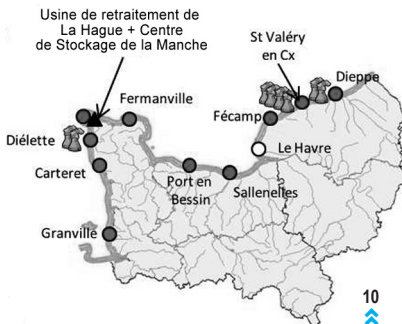 Usine de retraitement de
La Hague + Centre
de Stockage de la Manche
St Valéry
en Cx
Dieppe
Fermanville
Fécamp
Diélette
Le Havre
Carteret
Port en
Bessin
Sallenelles
Granville
10